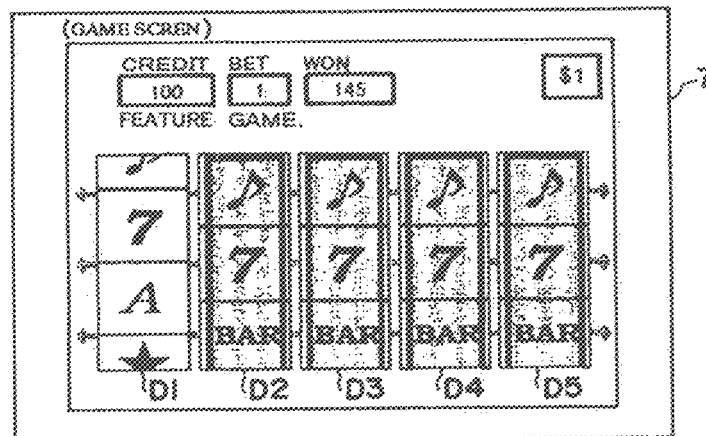 (GAME SCREN)
CREDIT BET WON
100 1 145 $1
FEATURE GAME.
7 7 7 7 7
A
BAR BAR BAR BAR
D1 D2 D3 D4 D5